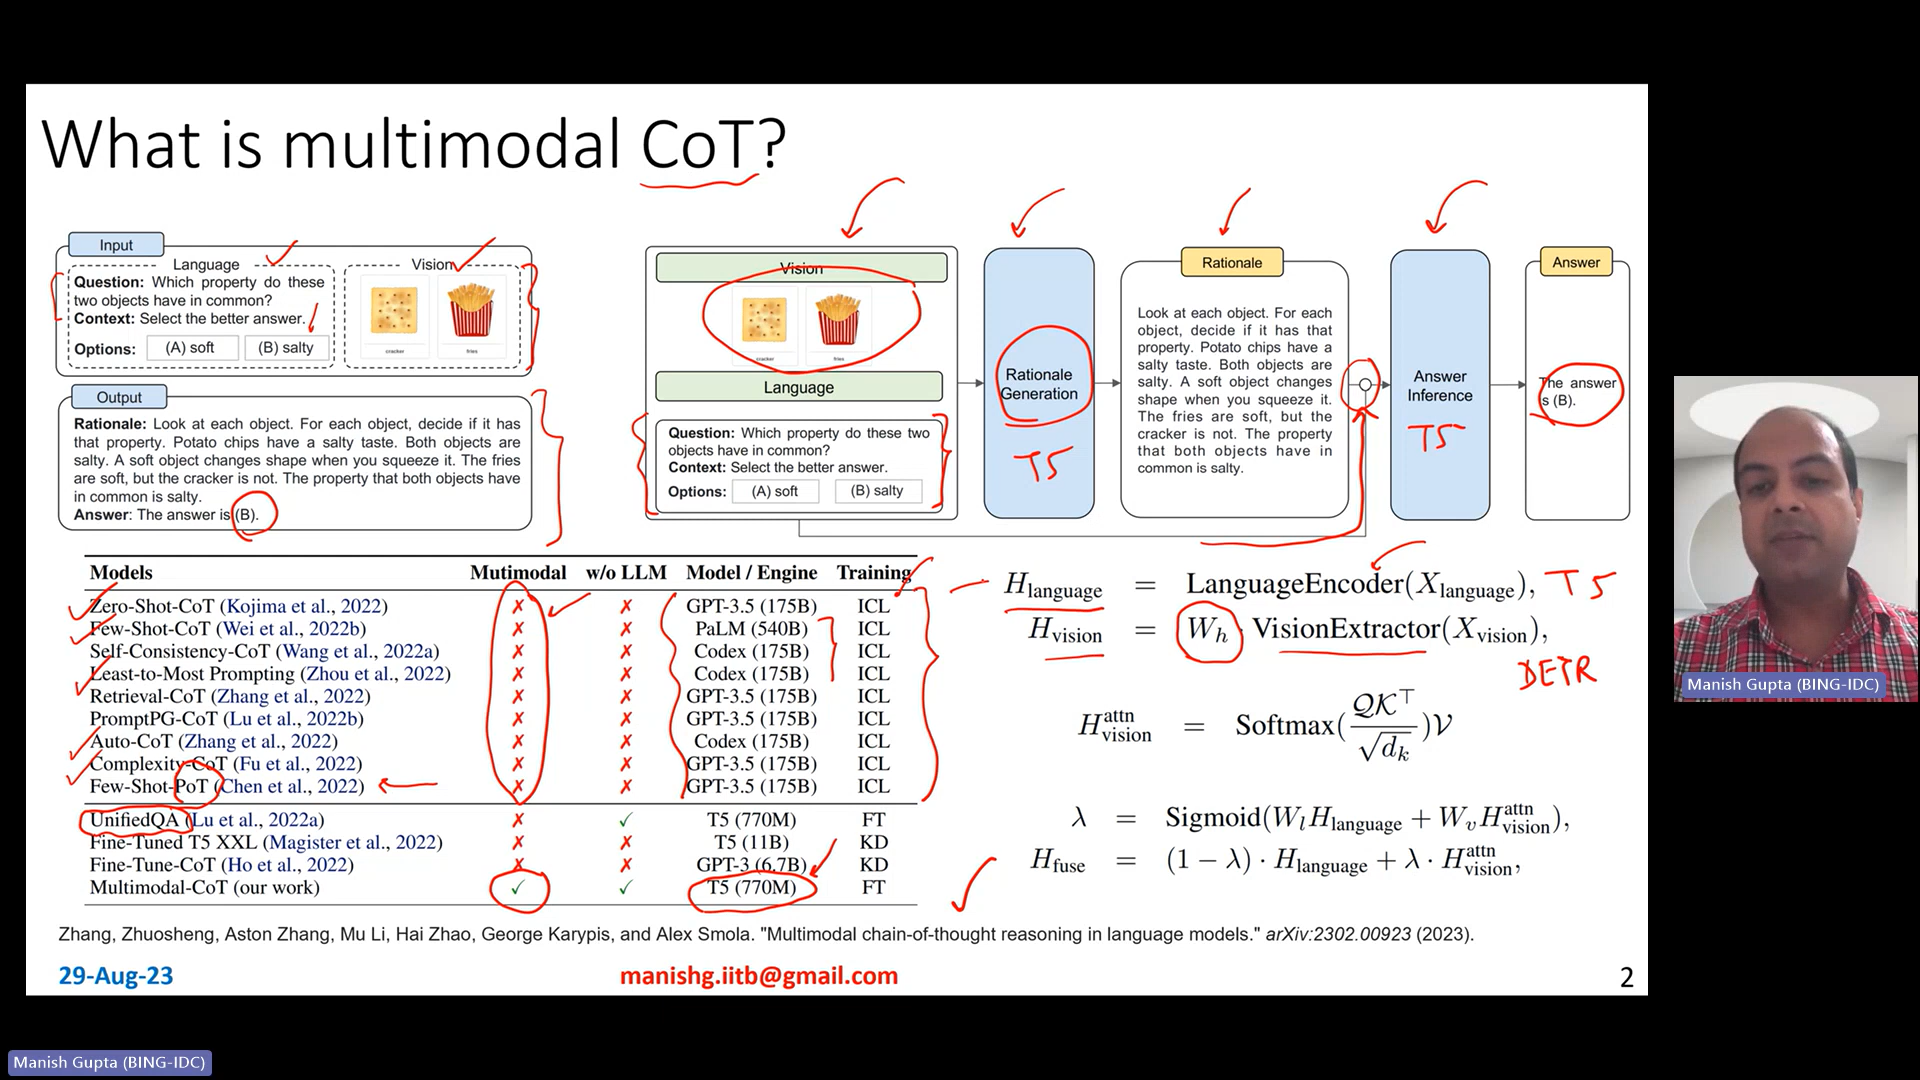 What is multimodal CoT?
Input
Language
Question: Which property do these
two objects have in common?
Context: Select the better answer.
Options: (A) soft (B) salty
Vision
cracker fries
Output
Rationale: Look at each object. For each object, decide if it has
that property. Potato chips have a salty taste. Both objects are
salty. A soft object changes shape when you squeeze it. The fries
are soft, but the cracker is not. The property that both objects have
in common is salty.
Answer: The answer is (B).
Vision
cracker fries
Language
Question: Which property do these two
objects have in common?
Context: Select the better answer.
Options: (A) soft (B) salty
Rationale
Generation
T5
Rationale
Look at each object. For each
object, decide if it has that
property. Potato chips have a
salty taste. Both objects are
salty. A soft object changes
shape when you squeeze it.
The fries are soft, but the
cracker is not. The property
that both objects have in
common is salty.
Answer
Inference
T5
Answer
The answer
is (B).
Models Mutimodal w/o LLM Model / Engine Training
Zero-Shot-CoT (Kojima et al., 2022) ✗ ✗ GPT-3.5 (175B) ICL
Few-Shot-CoT (Wei et al., 2022b) ✗ ✗ PaLM (540B) ICL
Self-Consistency-CoT (Wang et al., 2022a) ✗ ✗ Codex (175B) ICL
Least-to-Most Prompting (Zhou et al., 2022) ✗ ✗ Codex (175B) ICL
Retrieval-CoT (Zhang et al., 2022) ✗ ✗ GPT-3.5 (175B) ICL
PromptPG-CoT (Lu et al., 2022b) ✗ ✗ GPT-3.5 (175B) ICL
Auto-CoT (Zhang et al., 2022) ✗ ✗ Codex (175B) ICL
Complexity-CoT (Fu et al., 2022) ✗ ✗ GPT-3.5 (175B) ICL
Few-Shot-PoT (Chen et al., 2022) ✗ ✗ GPT-3.5 (175B) ICL
UnifiedQA (Lu et al., 2022a) ✗ ✓ T5 (770M) FT
Fine-Tuned T5 XXL (Magister et al., 2022) ✗ ✗ T5 (11B) KD
Fine-Tune-CoT (Ho et al., 2022) ✗ ✗ GPT-3 (6.7B) KD
Multimodal-CoT (our work) ✓ ✓ T5 (770M) FT
H_language = LanguageEncoder(X_language), T5
H_vision = W_h · VisionExtractor(X_vision),
DETR
H_vision^attn = Softmax(QK^⊤/√d_k)V
λ = Sigmoid(W_l H_language + W_v H_vision^attn),
H_fuse = (1 − λ) · H_language + λ · H_vision^attn,
Zhang, Zhuosheng, Aston Zhang, Mu Li, Hai Zhao, George Karypis, and Alex Smola. "Multimodal chain-of-thought reasoning in language models." arXiv:2302.00923 (2023).
29-Aug-23 manishg.iitb@gmail.com 2
Manish Gupta (BING-IDC)
Manish Gupta (BING-IDC)